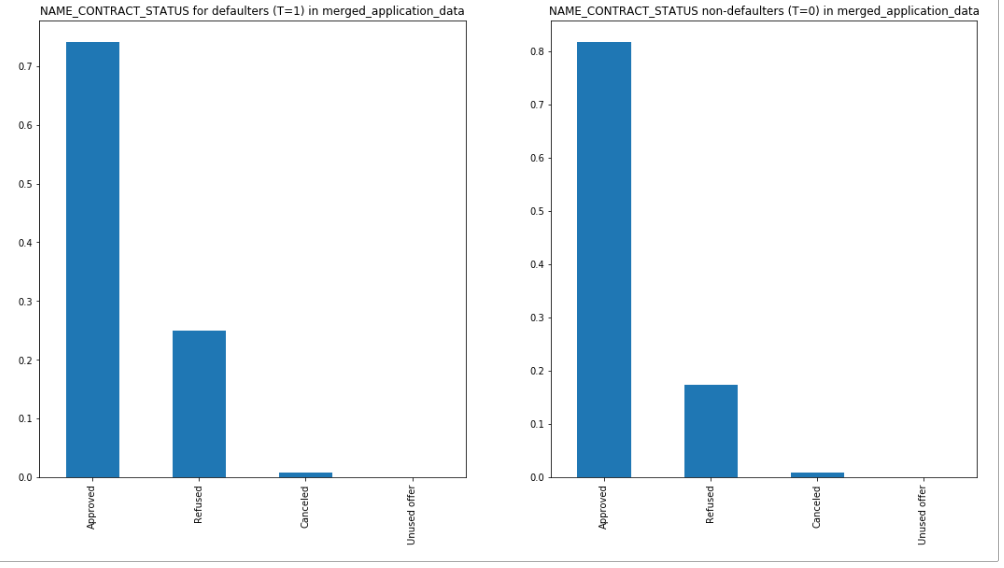 NAME_CONTRACT_STATUS for defaulters (T=1) in merged_application_data
0.7
0.6
0.5
0.4
0.3
0.2
0.1
0.0
Approved
Refused
Canceled
Unused offer
NAME_CONTRACT_STATUS non-defaulters (T=0) in merged_application_data
0.8
0.7
0.6
0.5
0.4
0.3
0.2
0.1
0.0
Approved
Refused
Canceled
Unused offer